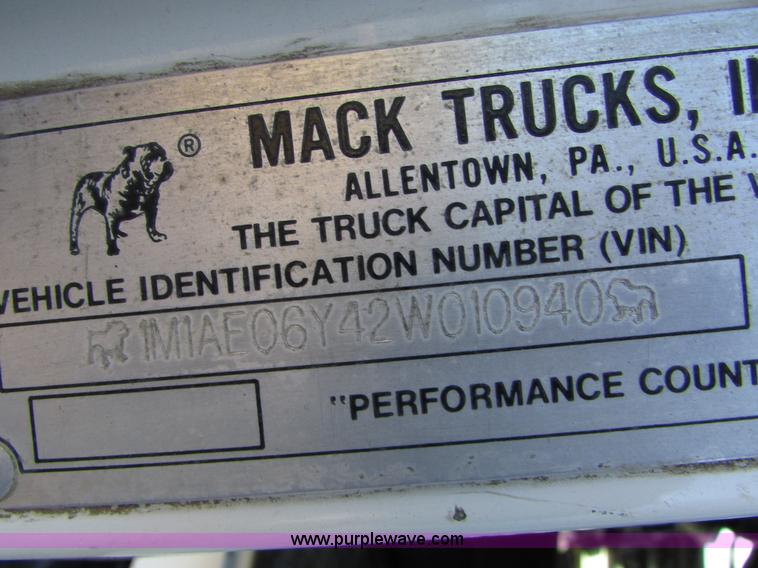 ®
MACK TRUCKS, IN
ALLENTOWN, PA., U.S.A.
THE TRUCK CAPITAL OF THE W
VEHICLE IDENTIFICATION NUMBER (VIN)
1M1AE06Y42W010940
"PERFORMANCE COUNT
www.purplewave.com